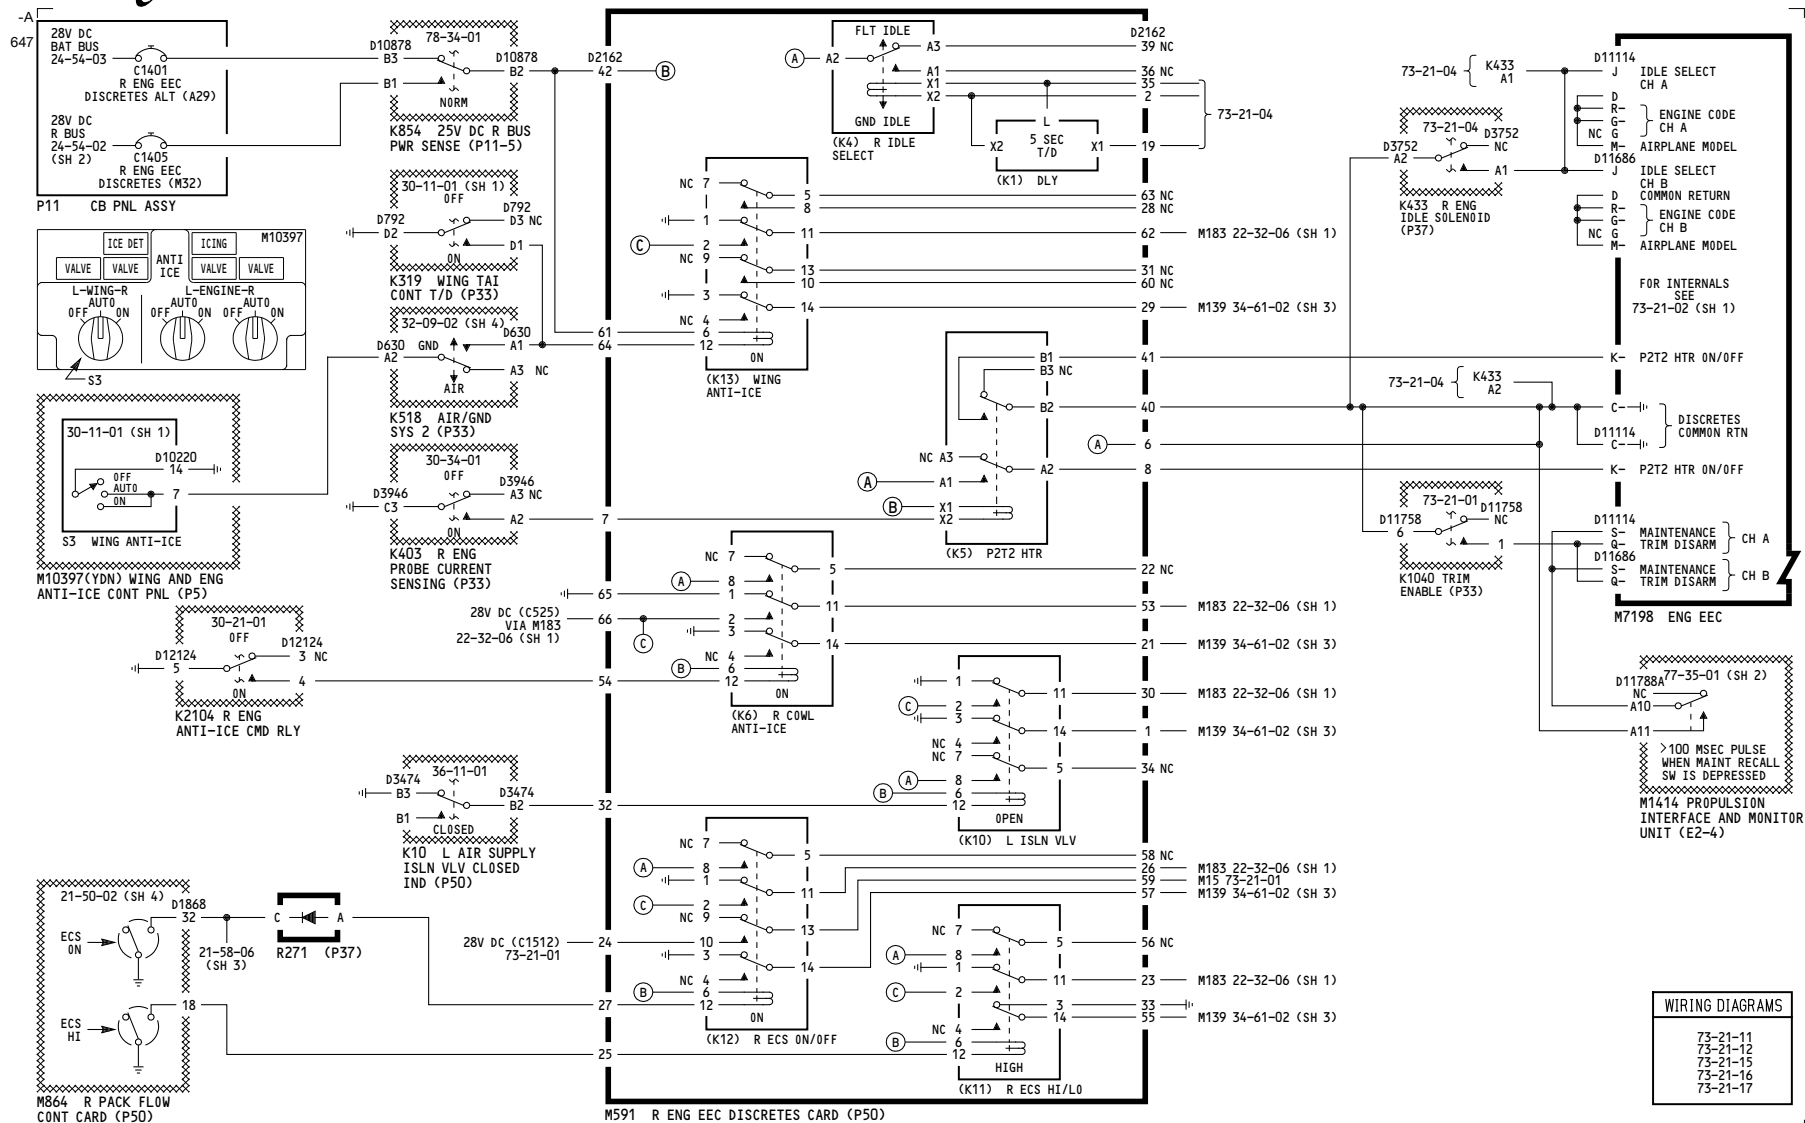 -A
647
28V DC
BAT BUS
24-54-03
C1401
R ENG EEC
DISCRETES ALT (A29)
28V DC
R BUS
24-54-02
(SH 2)
C1405
R ENG EEC
DISCRETES (M32)
P11 CB PNL ASSY
78-34-01
D10878
B3
D10878
B2
B1
NORM
K854 25V DC R BUS
PWR SENSE (P11-5)
30-11-01 (SH 1)
OFF
D792
D3 NC
D792
D2
D1
ON
K319 WING TAI
CONT T/D (P33)
32-09-02 (SH 4)
D630
D630 GND
A1
A2
A3 NC
AIR
K518 AIR/GND
SYS 2 (P33)
30-34-01
OFF
D3946
D3946
A3 NC
C3
A2
ON
K403 R ENG
PROBE CURRENT
SENSING (P33)
ICE DET
ICING
M10397
VALVE
VALVE
ANTI
ICE
VALVE
VALVE
L-WING-R
L-ENGINE-R
AUTO
OFF
ON
AUTO
OFF
ON
AUTO
OFF
ON
S3
30-11-01 (SH 1)
D10220
14
OFF
AUTO
ON
7
S3 WING ANTI-ICE
M10397(YDN) WING AND ENG
ANTI-ICE CONT PNL (P5)
30-21-01
OFF
D12124
D12124
3 NC
5
4
ON
K2104 R ENG
ANTI-ICE CMD RLY
36-11-01
D3474
B3
D3474
B2
B1
CLOSED
K10 L AIR SUPPLY
ISLN VLV CLOSED
IND (P50)
21-50-02 (SH 4)
D1868
32
ECS
ON
18
ECS
HI
M864 R PACK FLOW
CONT CARD (P50)
21-58-06
(SH 3)
C
A
R271 (P37)
28V DC (C525)
VIA M183
22-32-06 (SH 1)
28V DC (C1512)
73-21-01
D2162
42
B
61
64
7
65
66
C
54
32
24
27
25
FLT IDLE
A
A2
A3
A1
X1
X2
GND IDLE
(K4) R IDLE
SELECT
L
5 SEC
T/D
X2
X1
(K1) DLY
NC 7
5
8
1
11
C
2
NC 9
13
10
3
14
NC 4
6
12
ON
(K13) WING
ANTI-ICE
B1
B3 NC
B2
NC A3
A2
A
A1
B
X1
X2
(K5) P2T2 HTR
A
NC 7
5
A
8
1
11
2
3
14
NC 4
B
6
12
ON
(K6) R COWL
ANTI-ICE
1
11
C
2
3
14
NC 4
NC 7
5
A
8
B
6
12
OPEN
(K10) L ISLN VLV
NC 7
5
A
8
1
11
C
2
NC 9
13
10
3
14
NC 4
B
6
12
ON
(K12) R ECS ON/OFF
NC 7
5
A
8
1
11
C
2
3
14
NC 4
B
6
12
HIGH
(K11) R ECS HI/LO
M591 R ENG EEC DISCRETES CARD (P50)
D2162
39 NC
36 NC
35
2
73-21-04
19
63 NC
28 NC
62 M183 22-32-06 (SH 1)
31 NC
60 NC
29 M139 34-61-02 (SH 3)
41
40
6
8
22 NC
53 M183 22-32-06 (SH 1)
21 M139 34-61-02 (SH 3)
30 M183 22-32-06 (SH 1)
1 M139 34-61-02 (SH 3)
34 NC
58 NC
26 M183 22-32-06 (SH 1)
59 M15 73-21-01
57 M139 34-61-02 (SH 3)
56 NC
23 M183 22-32-06 (SH 1)
33
55 M139 34-61-02 (SH 3)
73-21-04
K433
A1
73-21-04
D3752
NC
D3752
A2
A1
K433 R ENG
IDLE SOLENOID
(P37)
73-21-04
K433
A2
73-21-01
D11758
NC
D11758
6
1
K1040 TRIM
ENABLE (P33)
D11114
J IDLE SELECT
CH A
D
R-
G- ENGINE CODE
CH A
NC G
M- AIRPLANE MODEL
D11686
J IDLE SELECT
CH B
D COMMON RETURN
R-
G- ENGINE CODE
CH B
NC G
M- AIRPLANE MODEL
FOR INTERNALS
SEE
73-21-02 (SH 1)
K- P2T2 HTR ON/OFF
C-
D11114
C-
DISCRETES
COMMON RTN
K- P2T2 HTR ON/OFF
D11114
S- MAINTENANCE
Q- TRIM DISARM
CH A
D11686
S- MAINTENANCE
Q- TRIM DISARM
CH B
M7198 ENG EEC
77-35-01 (SH 2)
D11788A
NC
A10
A11
>100 MSEC PULSE
WHEN MAINT RECALL
SW IS DEPRESSED
M1414 PROPULSION
INTERFACE AND MONITOR
UNIT (E2-4)
WIRING DIAGRAMS
73-21-11
73-21-12
73-21-15
73-21-16
73-21-17